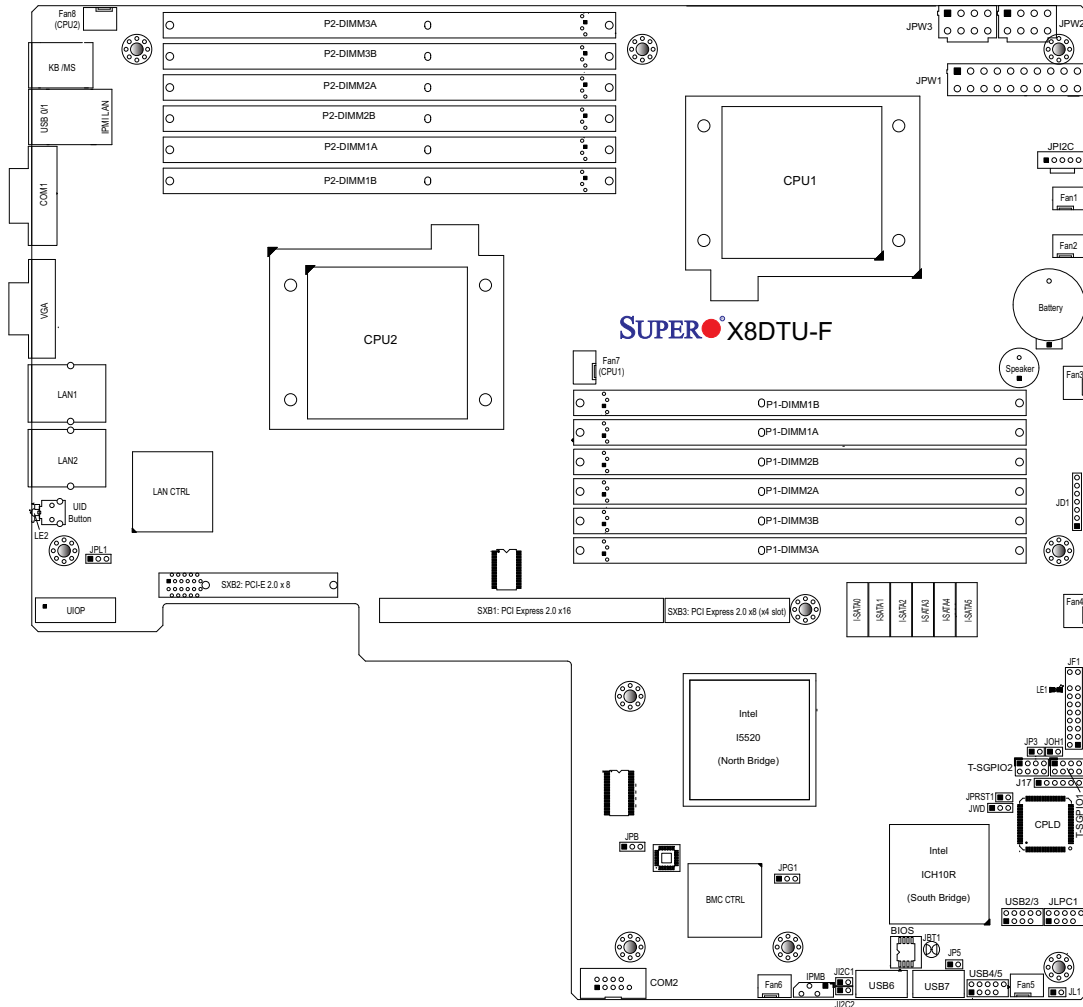 Fan8
(CPU2)
KB /MS
USB 0/1
IPMI LAN
COM1
VGA
LAN1
LAN2
UID
Button
LE2
JPL1
UIOP
LAN CTRL
P2-DIMM3A
P2-DIMM3B
P2-DIMM2A
P2-DIMM2B
P2-DIMM1A
P2-DIMM1B
CPU2
CPU1
JPW3
JPW2
JPW1
JPI2C
Fan1
Fan2
Battery
SUPER X8DTU-F
Fan7
(CPU1)
Speaker
Fan3
P1-DIMM1B
P1-DIMM1A
P1-DIMM2B
P1-DIMM2A
P1-DIMM3B
P1-DIMM3A
JD1
SXB2: PCI-E 2.0 x 8
SXB1: PCI Express 2.0 x16
SXB3: PCI Express 2.0 x8 (x4 slot)
I-SATA0
I-SATA1
I-SATA2
I-SATA3
I-SATA4
I-SATA5
Fan4
JF1
LE1
Intel
I5520
(North Bridge)
JP3
JOH1
T-SGPIO2
J17
T-SGPIO1
JPRST1
JWD
CPLD
JPB
JPG1
BMC CTRL
Intel
ICH10R
(South Bridge)
USB2/3
JLPC1
BIOS
JBT1
JP5
COM2
Fan6
IPMB
JI2C1
JI2C2
USB6
USB7
USB4/5
Fan5
JL1